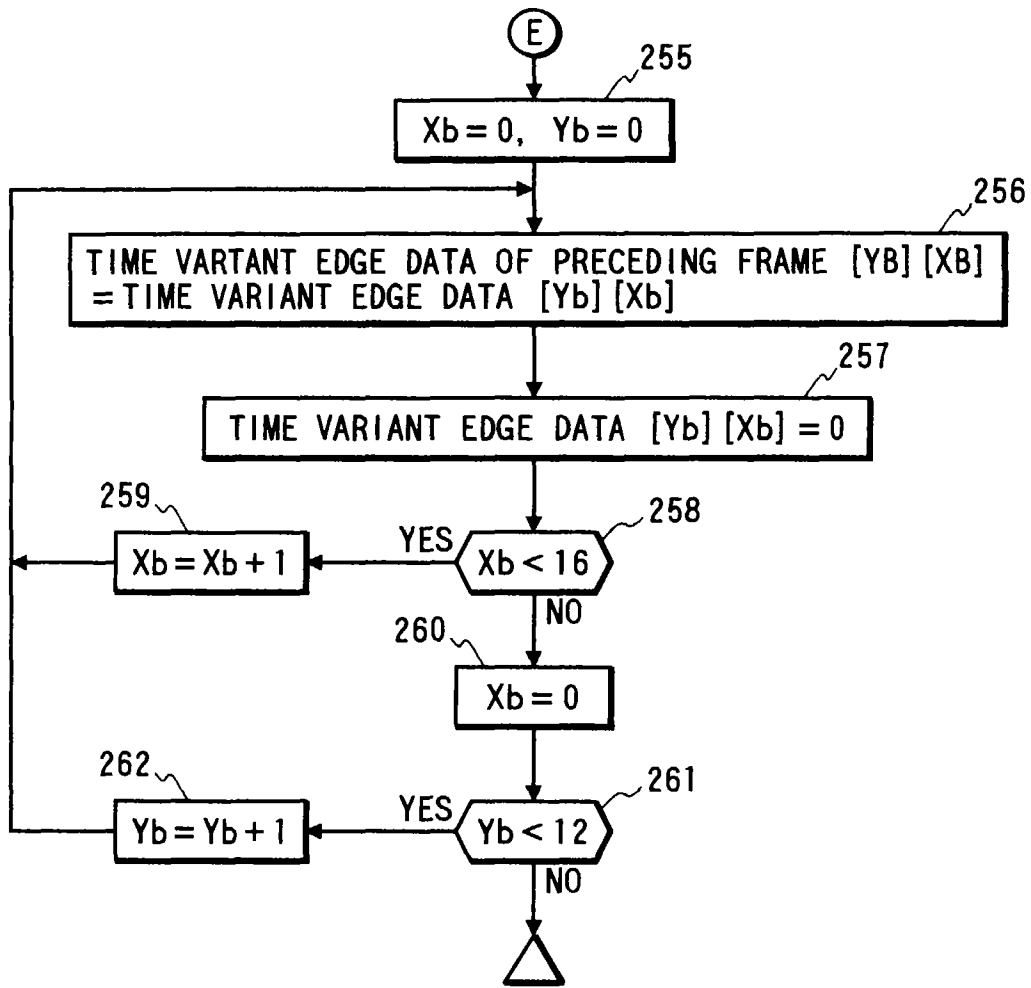 E
255
Xb=0, Yb=0
256
TIME VARTANT EDGE DATA OF PRECEDING FRAME [YB][XB]
=TIME VARIANT EDGE DATA [Yb][Xb]
257
TIME VARIANT EDGE DATA [Yb][Xb]=0
259
258
Xb=Xb+1
YES
Xb<16
NO
260
Xb=0
262
261
Yb=Yb+1
YES
Yb<12
NO